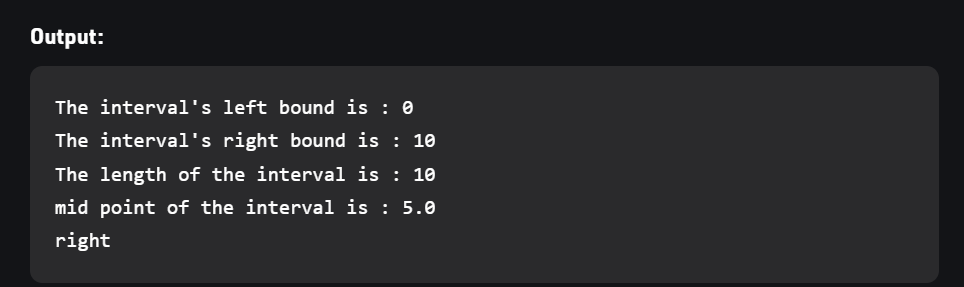 Output:
The interval's left bound is : 0
The interval's right bound is : 10
The length of the interval is : 10
mid point of the interval is : 5.0
right